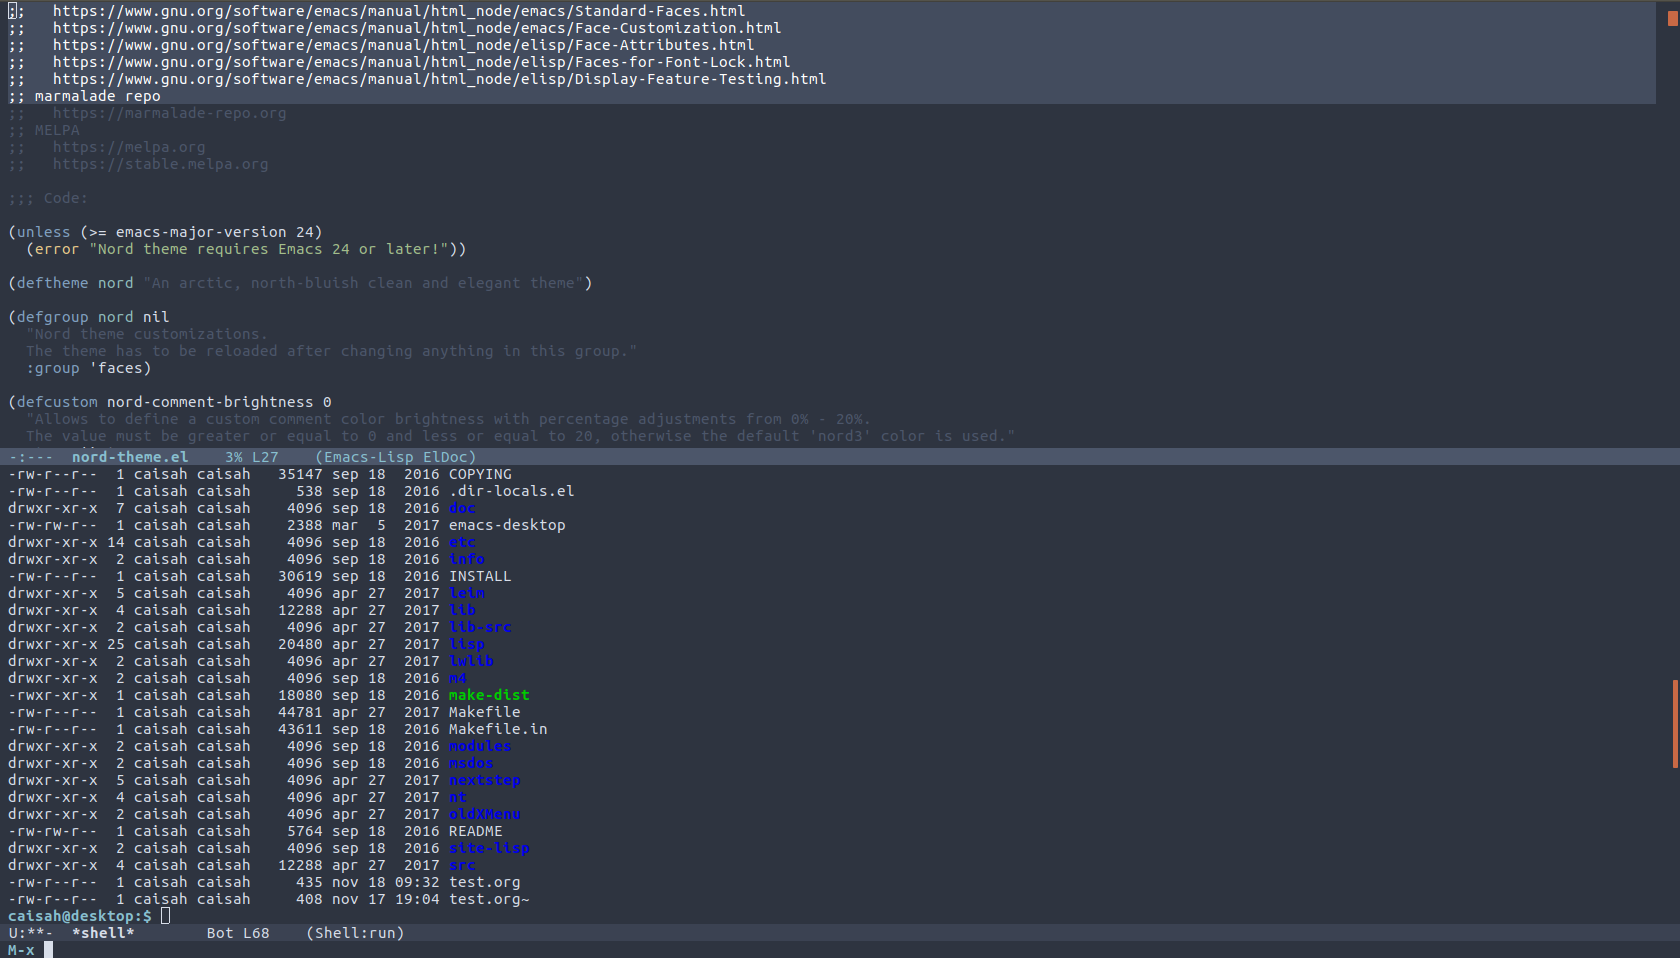 ;;   https://www.gnu.org/software/emacs/manual/html_node/emacs/Standard-Faces.html
;;   https://www.gnu.org/software/emacs/manual/html_node/emacs/Face-Customization.html
;;   https://www.gnu.org/software/emacs/manual/html_node/elisp/Face-Attributes.html
;;   https://www.gnu.org/software/emacs/manual/html_node/elisp/Faces-for-Font-Lock.html
;;   https://www.gnu.org/software/emacs/manual/html_node/elisp/Display-Feature-Testing.html
;; marmalade repo
;;   https://marmalade-repo.org
;; MELPA
;;   https://melpa.org
;;   https://stable.melpa.org
;;; Code:
(unless (>= emacs-major-version 24)
  (error "Nord theme requires Emacs 24 or later!"))
(deftheme nord "An arctic, north-bluish clean and elegant theme")
(defgroup nord nil
  "Nord theme customizations.
  The theme has to be reloaded after changing anything in this group."
  :group 'faces)
(defcustom nord-comment-brightness 0
  "Allows to define a custom comment color brightness with percentage adjustments from 0% - 20%.
  The value must be greater or equal to 0 and less or equal to 20, otherwise the default 'nord3' color is used."
-:---  nord-theme.el    3% L27    (Emacs-Lisp ElDoc)
-rw-r--r--  1 caisah caisah   35147 sep 18  2016 COPYING
-rw-r--r--  1 caisah caisah     538 sep 18  2016 .dir-locals.el
drwxr-xr-x  7 caisah caisah    4096 sep 18  2016 doc
-rw-rw-r--  1 caisah caisah    2388 mar  5  2017 emacs-desktop
drwxr-xr-x 14 caisah caisah    4096 sep 18  2016 etc
drwxr-xr-x  2 caisah caisah    4096 sep 18  2016 info
-rw-r--r--  1 caisah caisah   30619 sep 18  2016 INSTALL
drwxr-xr-x  5 caisah caisah    4096 apr 27  2017 leim
drwxr-xr-x  4 caisah caisah   12288 apr 27  2017 lib
drwxr-xr-x  2 caisah caisah    4096 apr 27  2017 lib-src
drwxr-xr-x 25 caisah caisah   20480 apr 27  2017 lisp
drwxr-xr-x  2 caisah caisah    4096 apr 27  2017 lwlib
drwxr-xr-x  2 caisah caisah    4096 sep 18  2016 m4
-rwxr-xr-x  1 caisah caisah   18080 sep 18  2016 make-dist
-rw-r--r--  1 caisah caisah   44781 apr 27  2017 Makefile
-rw-r--r--  1 caisah caisah   43611 sep 18  2016 Makefile.in
drwxr-xr-x  2 caisah caisah    4096 sep 18  2016 modules
drwxr-xr-x  2 caisah caisah    4096 sep 18  2016 msdos
drwxr-xr-x  5 caisah caisah    4096 apr 27  2017 nextstep
drwxr-xr-x  4 caisah caisah    4096 apr 27  2017 nt
drwxr-xr-x  2 caisah caisah    4096 apr 27  2017 oldXMenu
-rw-rw-r--  1 caisah caisah    5764 sep 18  2016 README
drwxr-xr-x  2 caisah caisah    4096 sep 18  2016 site-lisp
drwxr-xr-x  4 caisah caisah   12288 apr 27  2017 src
-rw-r--r--  1 caisah caisah     435 nov 18 09:32 test.org
-rw-r--r--  1 caisah caisah     408 nov 17 19:04 test.org~
caisah@desktop:$
U:**-  *shell*        Bot L68    (Shell:run)
M-x